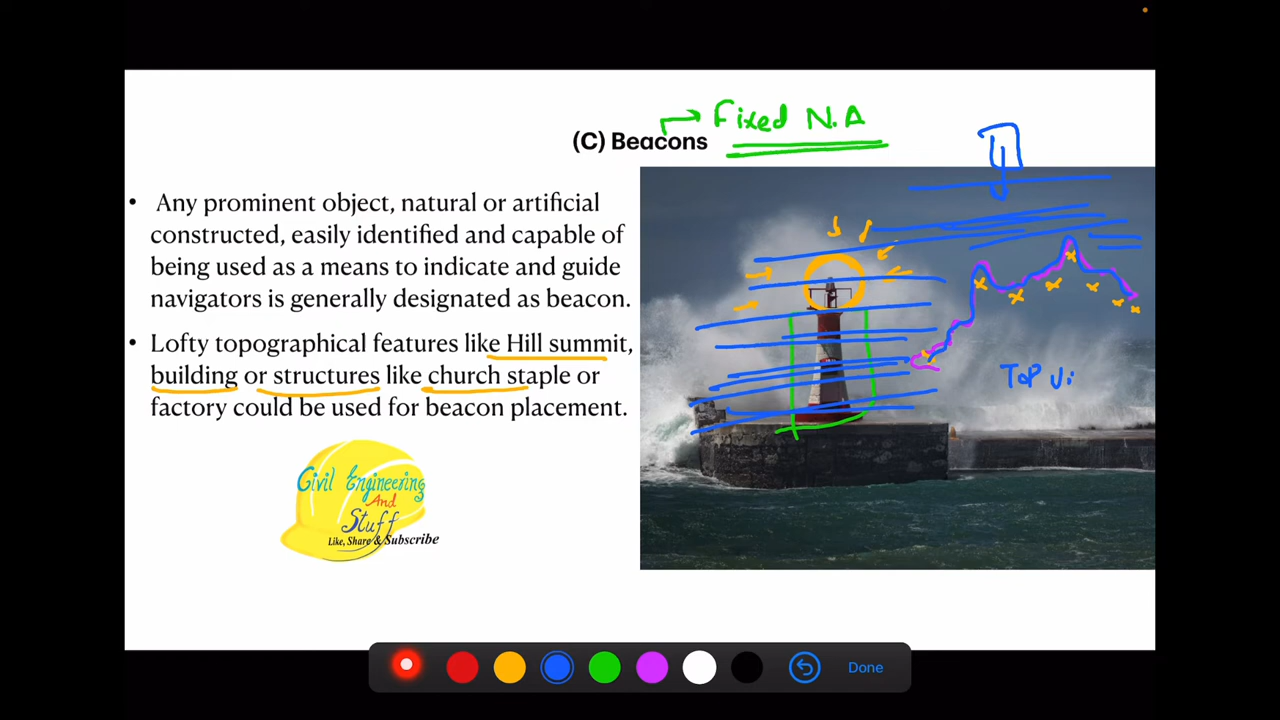 Fixed N.A
(C) Beacons
• Any prominent object, natural or artificial
constructed, easily identified and capable of
being used as a means to indicate and guide
navigators is generally designated as beacon.
• Lofty topographical features like Hill summit,
building or structures like church staple or
factory could be used for beacon placement.
TOP Vi
Civil Engineering
And
Stuff
Like, Share & Subscribe
Done